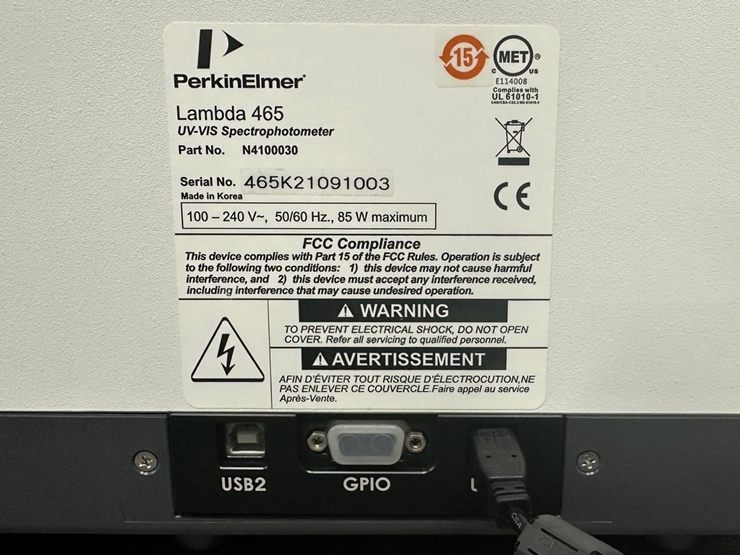 PerkinElmer®
15
MET®
c US
E114008
Complies with
UL 61010-1
Lambda 465
UV-VIS Spectrophotometer
Part No. N4100030
Serial No. 465K21091003
Made in Korea
CE
100 – 240 V~, 50/60 Hz., 85 W maximum
FCC Compliance
This device complies with Part 15 of the FCC Rules. Operation is subject
to the following two conditions: 1) this device may not cause harmful
interference, and 2) this device must accept any interference received,
including interference that may cause undesired operation.
WARNING
TO PREVENT ELECTRICAL SHOCK, DO NOT OPEN
COVER. Refer all servicing to qualified personnel.
AVERTISSEMENT
AFIN D'ÉVITER TOUT RISQUE D'ÉLECTROCUTION,NE
PAS ENLEVER CE COUVERCLE.Faire appel au service
Après-Vente.
USB2
GPIO